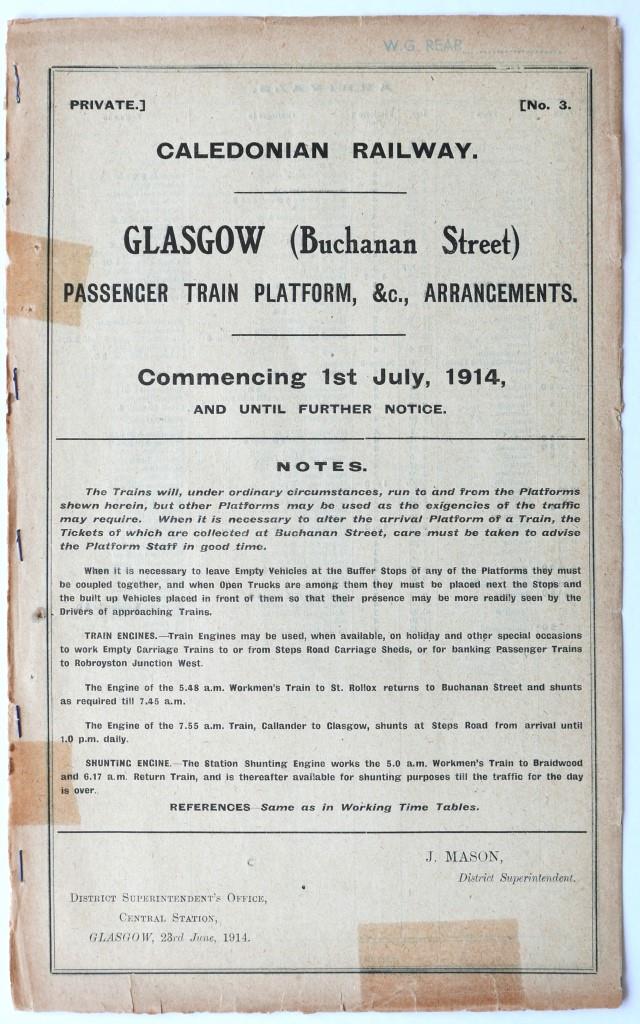 W.G. REAR
PRIVATE.] [No. 3.
CALEDONIAN RAILWAY.
GLASGOW (Buchanan Street)
PASSENGER TRAIN PLATFORM, &c., ARRANGEMENTS.
Commencing 1st July, 1914,
AND UNTIL FURTHER NOTICE.
NOTES.
The Trains will, under ordinary circumstances, run to and from the Platforms
shewn herein, but other Platforms may be used as the exigencies of the traffic
may require. When it is necessary to alter the arrival Platform of a Train, the
Tickets of which are collected at Buchanan Street, care must be taken to advise
the Platform Staff in good time.
When it is necessary to leave Empty Vehicles at the Buffer Stops of any of the Platforms they must
be coupled together, and when Open Trucks are among them they must be placed next the Stops and
the built up Vehicles placed in front of them so that their presence may be more readily seen by the
Drivers of approaching Trains.
TRAIN ENGINES.—Train Engines may be used, when available, on holiday and other special occasions
to work Empty Carriage Trains to or from Steps Road Carriage Sheds, or for banking Passenger Trains
to Robroyston Junction West.
The Engine of the 5.48 a.m. Workmen's Train to St. Rollox returns to Buchanan Street and shunts
as required till 7.45 a.m.
The Engine of the 7.55 a.m. Train, Callander to Glasgow, shunts at Steps Road from arrival until
1.0 p.m. daily.
SHUNTING ENGINE.—The Station Shunting Engine works the 5.0 a.m. Workmen's Train to Braidwood
and 6.17 a.m. Return Train, and is thereafter available for shunting purposes till the traffic for the day
is over.
REFERENCES Same as in Working Time Tables.
J. MASON,
District Superintendent.
DISTRICT SUPERINTENDENT'S OFFICE,
CENTRAL STATION,
GLASGOW, 23rd June, 1914.